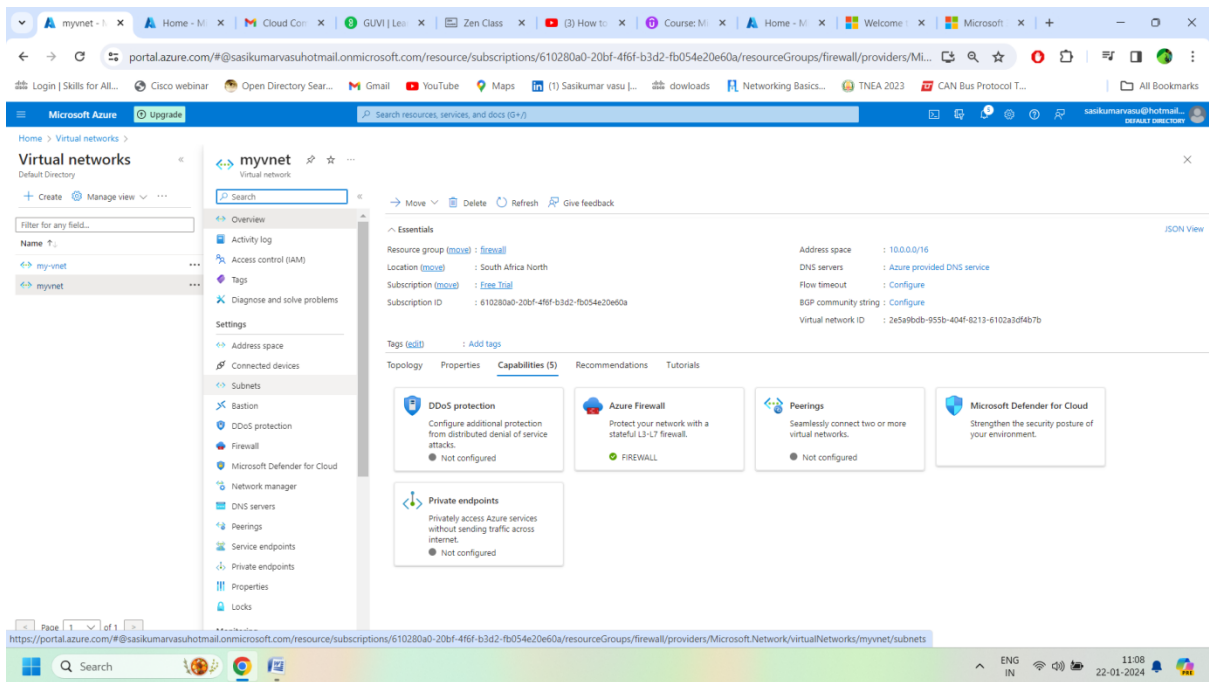 myvnet - M
Home - Mi
Cloud Com
GUVI | Lea
Zen Class
(3) How to
Course: Mi
Home - M
Welcome
Microsoft
portal.azure.com/#@sasikumarvasuhotmail.onmicrosoft.com/resource/subscriptions/610280a0-20bf-4f6f-b3d2-fb054e20e60a/resourceGroups/firewall/providers/Mi...
Login | Skills for All...
Cisco webinar
Open Directory Sear...
Gmail
YouTube
Maps
(1) Sasikumar vasu |...
dowloads
Networking Basics...
TNEA 2023
CAN Bus Protocol T...
All Bookmarks
Microsoft Azure
Upgrade
Search resources, services, and docs (G+/)
sasikumarvasu@hotmail...
DEFAULT DIRECTORY
Home > Virtual networks >
Virtual networks
Default Directory
+ Create
Manage view
Filter for any field...
Name
my-vnet
myvnet
Page 1 of 1
myvnet
Virtual network
Search
Overview
Activity log
Access control (IAM)
Tags
Diagnose and solve problems
Settings
Address space
Connected devices
Subnets
Bastion
DDoS protection
Firewall
Microsoft Defender for Cloud
Network manager
DNS servers
Peerings
Service endpoints
Private endpoints
Properties
Locks
Monitoring
Move
Delete
Refresh
Give feedback
Essentials
JSON View
Resource group (move) : firewall
Location (move) : South Africa North
Subscription (move) : Free Trial
Subscription ID : 610280a0-20bf-4f6f-b3d2-fb054e20e60a
Address space : 10.0.0.0/16
DNS servers : Azure provided DNS service
Flow timeout : Configure
BGP community string : Configure
Virtual network ID : 2e5a9bdb-955b-404f-8213-6102a3df4b7b
Tags (edit) : Add tags
Topology
Properties
Capabilities (5)
Recommendations
Tutorials
DDoS protection
Configure additional protection
from distributed denial of service
attacks.
Not configured
Azure Firewall
Protect your network with a
stateful L3-L7 firewall.
FIREWALL
Peerings
Seamlessly connect two or more
virtual networks.
Not configured
Microsoft Defender for Cloud
Strengthen the security posture of
your environment.
Private endpoints
Privately access Azure services
without sending traffic across
internet.
Not configured
https://portal.azure.com/#@sasikumarvasuhotmail.onmicrosoft.com/resource/subscriptions/610280a0-20bf-4f6f-b3d2-fb054e20e60a/resourceGroups/firewall/providers/Microsoft.Network/virtualNetworks/myvnet/subnets
Search
ENG
IN
11:08
22-01-2024